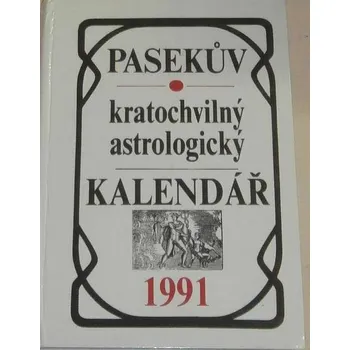 PASEKŮV
kratochvilný
astrologický
KALENDÁŘ
1991